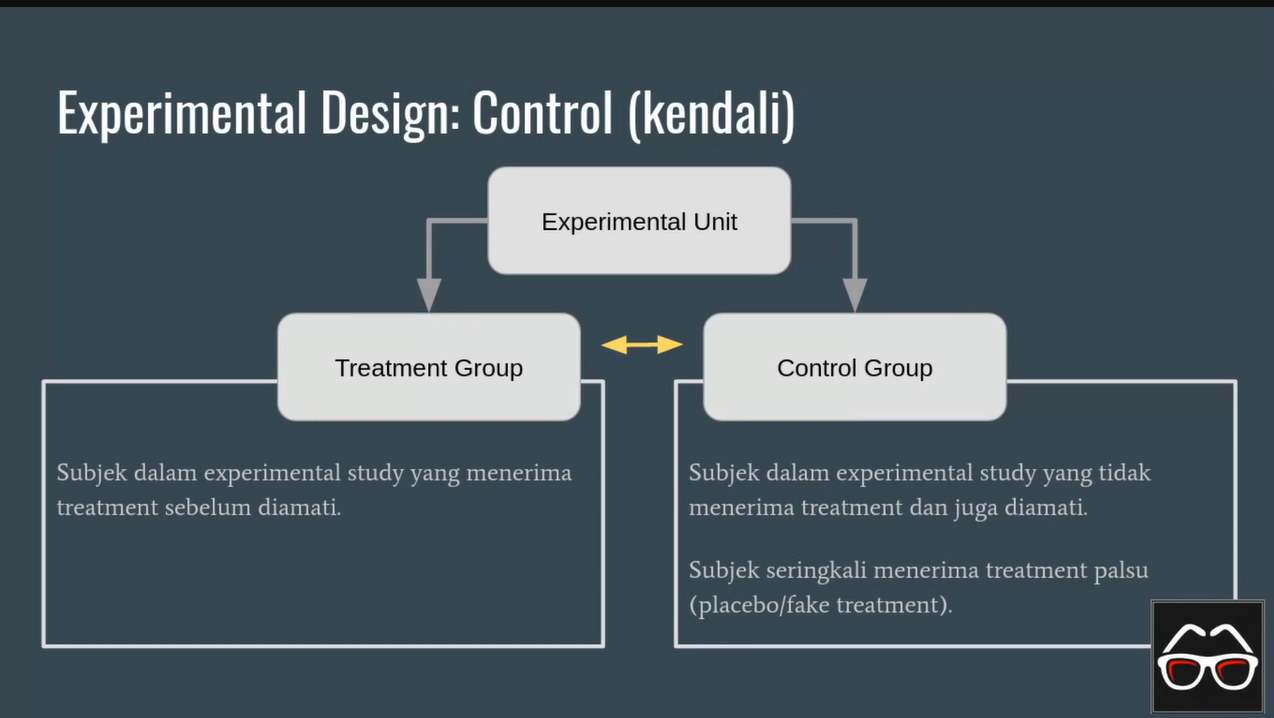 Experimental Design: Control (kendali)
Experimental Unit
Treatment Group
Control Group
Subjek dalam experimental study yang menerima
treatment sebelum diamati.
Subjek dalam experimental study yang tidak
menerima treatment dan juga diamati.
Subjek seringkali menerima treatment palsu
(placebo/fake treatment).